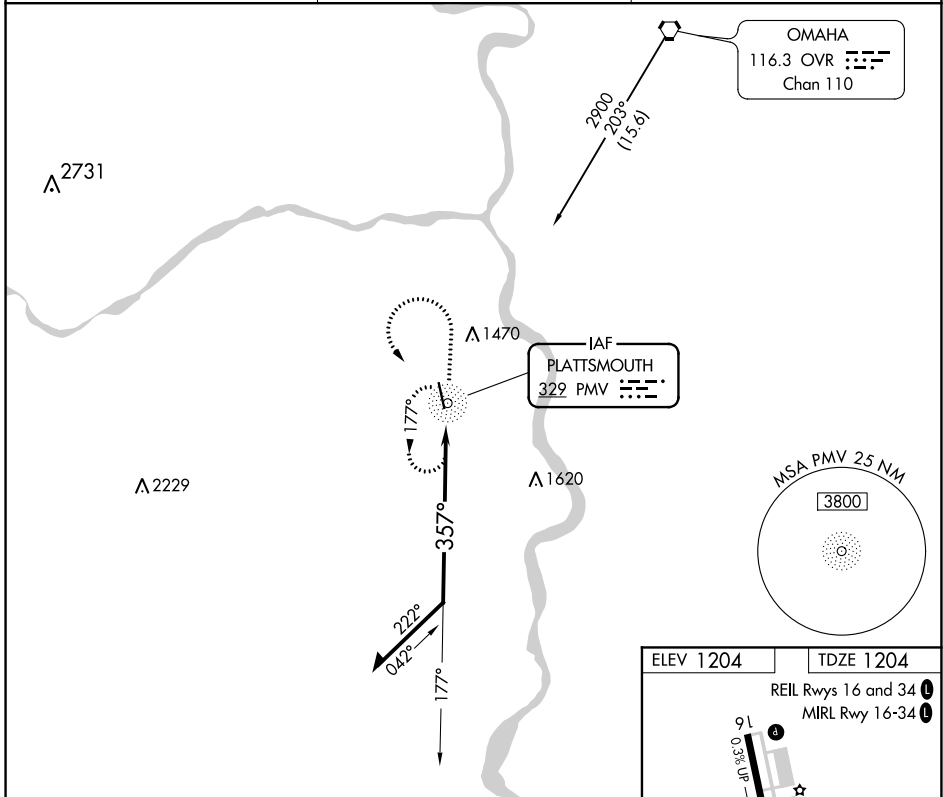 OMAHA
116.3 OVR
Chan 110
2900
203°
(15.6)
2731
1470
IAF
PLATTSMOUTH
329 PMV
177°
2229
1620
MSA PMV 25 NM
3800
357°
222°
042°
177°
ELEV 1204
TDZE 1204
REIL Rwys 16 and 34 L
MIRL Rwy 16-34 L
16
P
0.3% UP